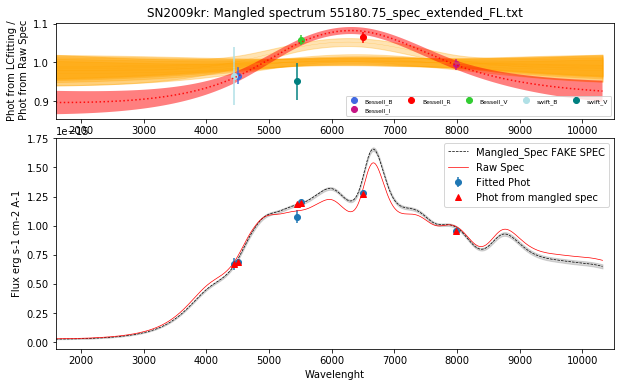 SN2009kr: Mangled spectrum 55180.75_spec_extended_FL.txt
Phot from LCfitting /
Phot from Raw Spec
1.1
1.0
0.9
Bessell_B
Bessell_I
Bessell_R
Bessell_V
swift_B
swift_V
2000 3000 4000 5000 6000 7000 8000 9000 10000
1.75
1.50
1.25
1.00
0.75
0.50
0.25
0.00
Flux erg s-1 cm-2 A-1
Mangled_Spec FAKE SPEC
Raw Spec
Fitted Phot
Phot from mangled spec
2000 3000 4000 5000 6000 7000 8000 9000 10000
Wavelenght